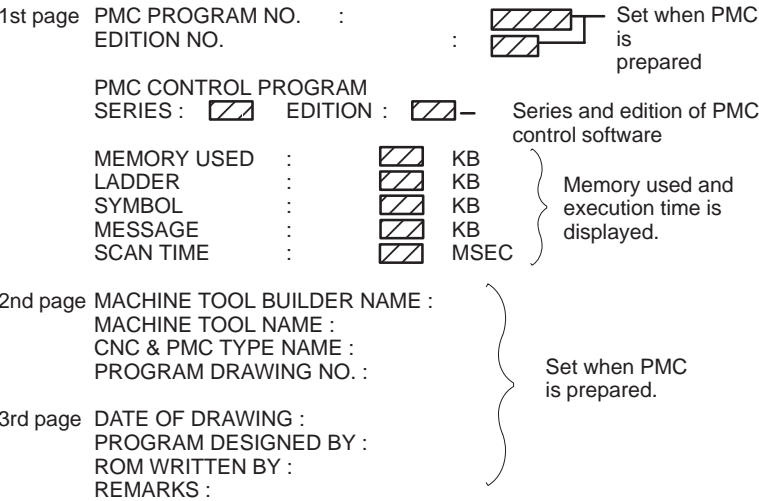 1st page PMC PROGRAM NO. : Set when PMC
EDITION NO. : is
prepared
PMC CONTROL PROGRAM
SERIES : EDITION : Series and edition of PMC
control software
MEMORY USED : KB
LADDER : KB Memory used and
SYMBOL : KB execution time is
MESSAGE : KB displayed.
SCAN TIME : MSEC
2nd page MACHINE TOOL BUILDER NAME :
MACHINE TOOL NAME :
CNC & PMC TYPE NAME :
PROGRAM DRAWING NO. : Set when PMC
is prepared.
3rd page DATE OF DRAWING :
PROGRAM DESIGNED BY :
ROM WRITTEN BY :
REMARKS :